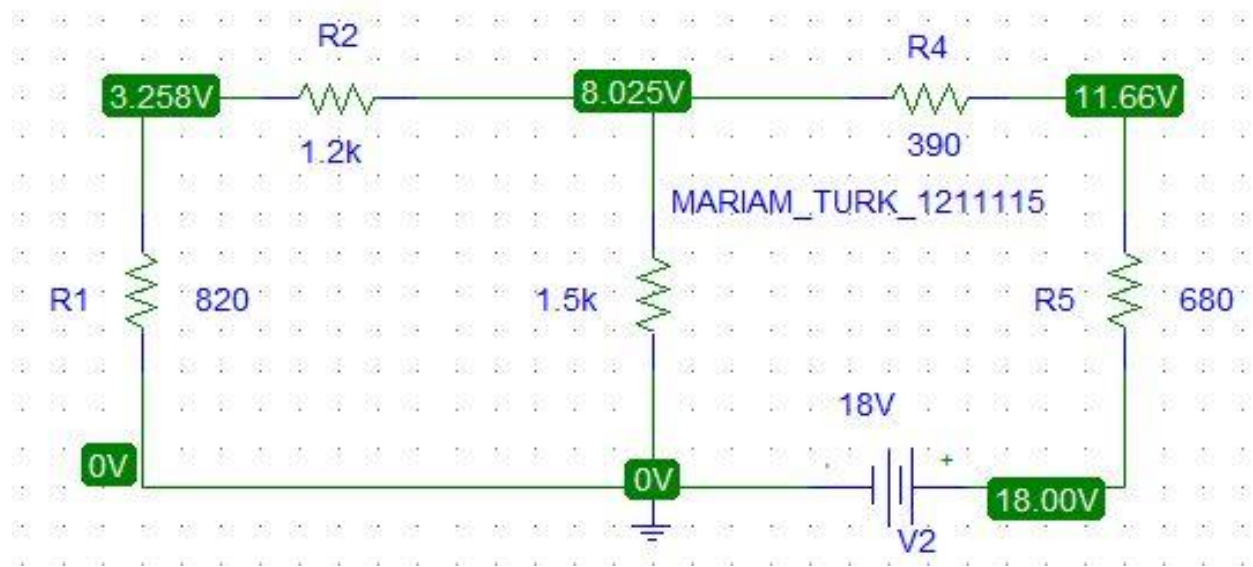 R2
R4
3.258V
8.025V
11.66V
1.2k
390
MARIAM_TURK_1211115
R1
820
1.5k
R5
680
18V
0V
0V
- +
18.00V
V2